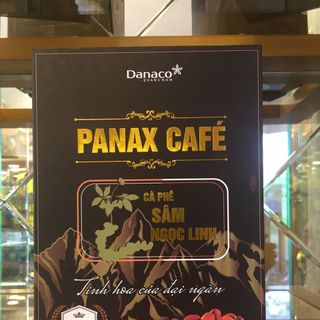 Danaco
QUANG NAM
PANAX CAFÉ
CÀ PHÊ
SÂM
NGỌC LINH
Tinh hoa của đại ngàn